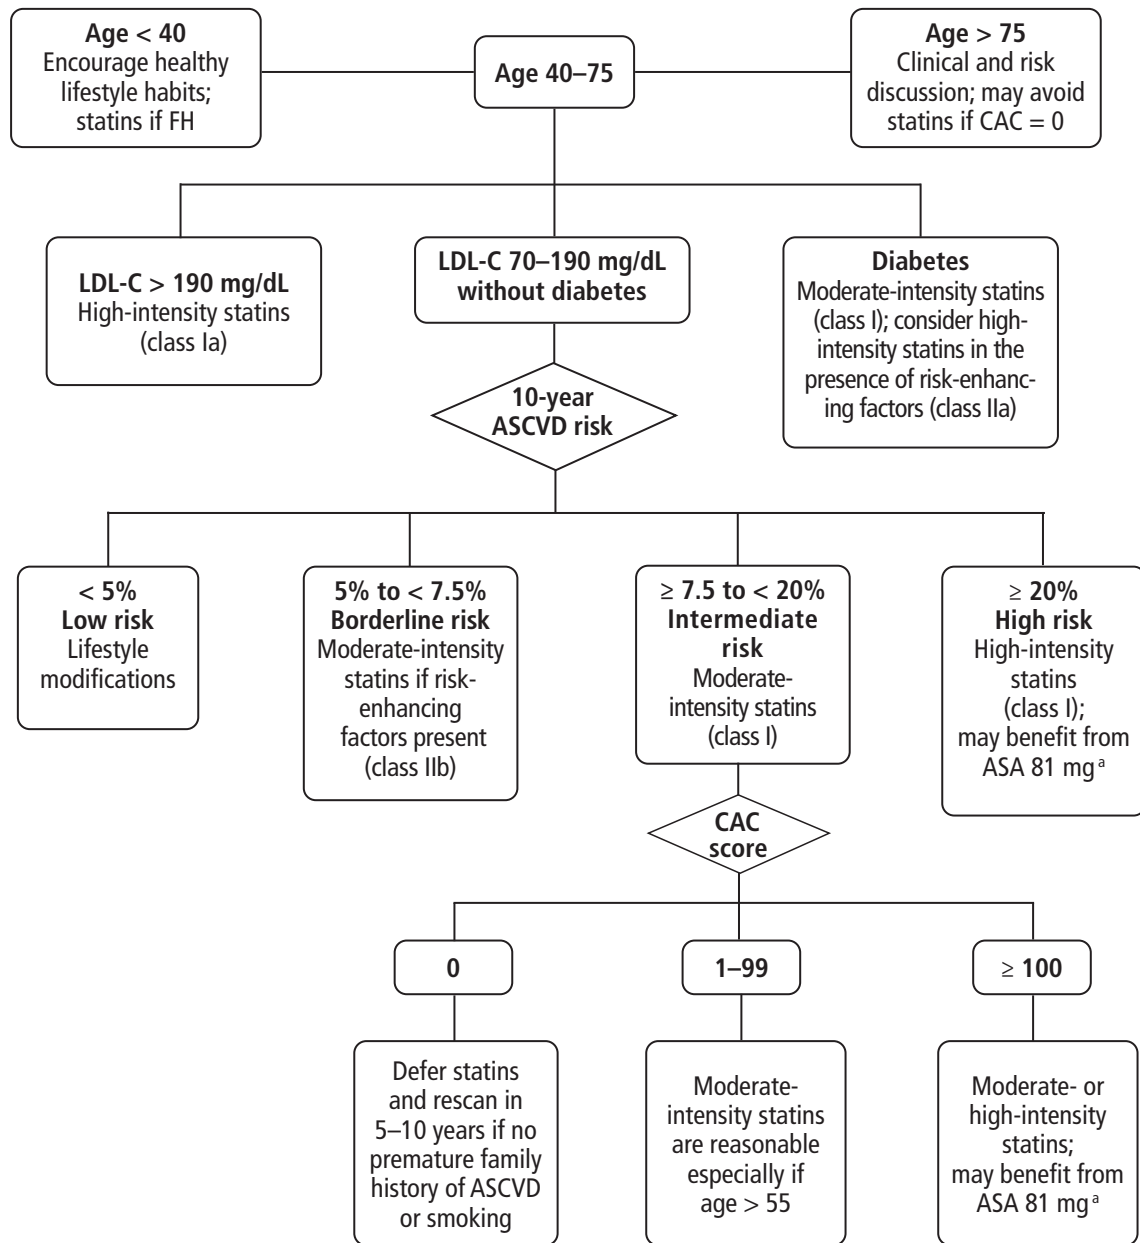 Age < 40
Encourage healthy
lifestyle habits;
statins if FH
Age 40–75
Age > 75
Clinical and risk
discussion; may avoid
statins if CAC = 0
LDL-C > 190 mg/dL
High-intensity statins
(class Ia)
LDL-C 70–190 mg/dL
without diabetes
Diabetes
Moderate-intensity statins
(class I); consider high-
intensity statins in the
presence of risk-enhanc-
ing factors (class IIa)
10-year
ASCVD risk
< 5%
Low risk
Lifestyle
modifications
5% to < 7.5%
Borderline risk
Moderate-intensity
statins if risk-
enhancing
factors present
(class IIb)
≥ 7.5 to < 20%
Intermediate
risk
Moderate-
intensity statins
(class I)
≥ 20%
High risk
High-intensity
statins
(class I);
may benefit from
ASA 81 mg a
CAC
score
0
1–99
≥ 100
Defer statins
and rescan in
5–10 years if no
premature family
history of ASCVD
or smoking
Moderate-
intensity statins
are reasonable
especially if
age > 55
Moderate- or
high-intensity
statins;
may benefit from
ASA 81 mg a